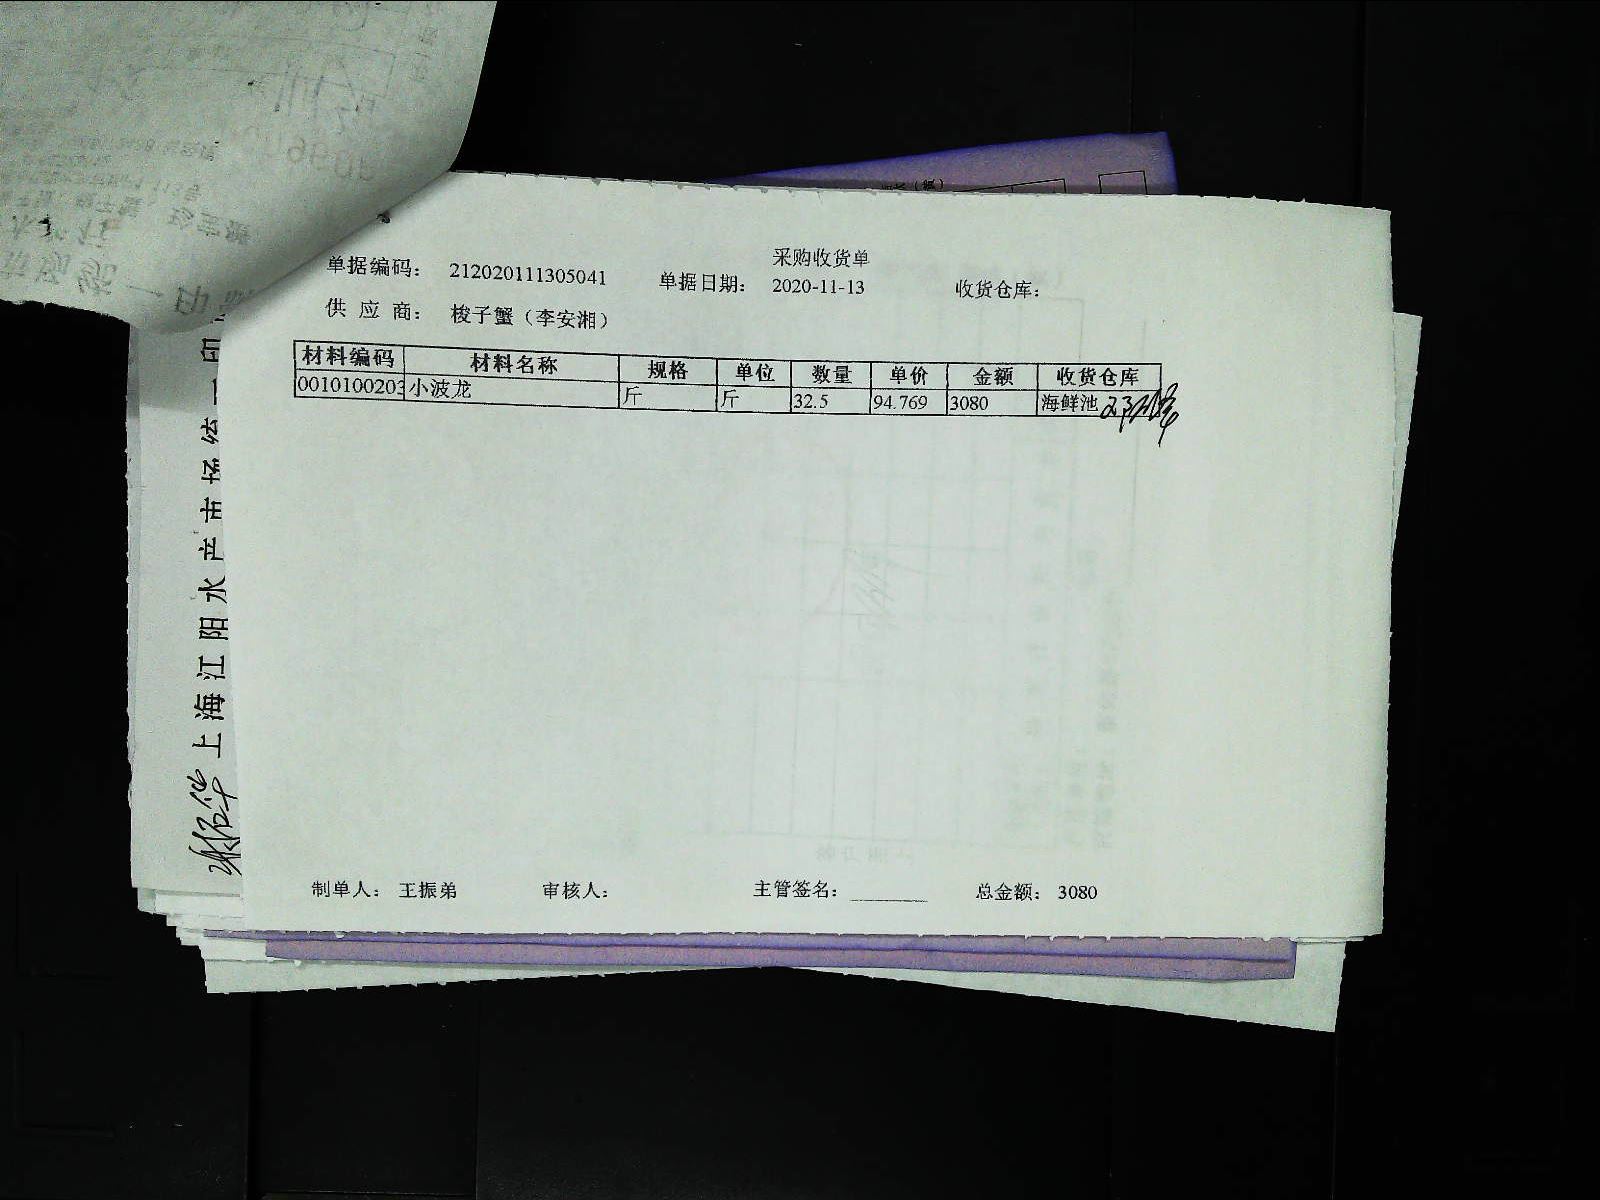 采购收货单
单据编码： 212020111305041 单据日期： 2020-11-13 收货仓库：
供 应 商： 梭子蟹（李安湘）
材料编码 材料名称 规格 单位 数量 单价 金额 收货仓库
0010100203 小波龙 斤 斤 32.5 94.769 3080 海鲜池
制单人： 王振弟 审核人： 主管签名： 总金额： 3080
上海江阳水产市场